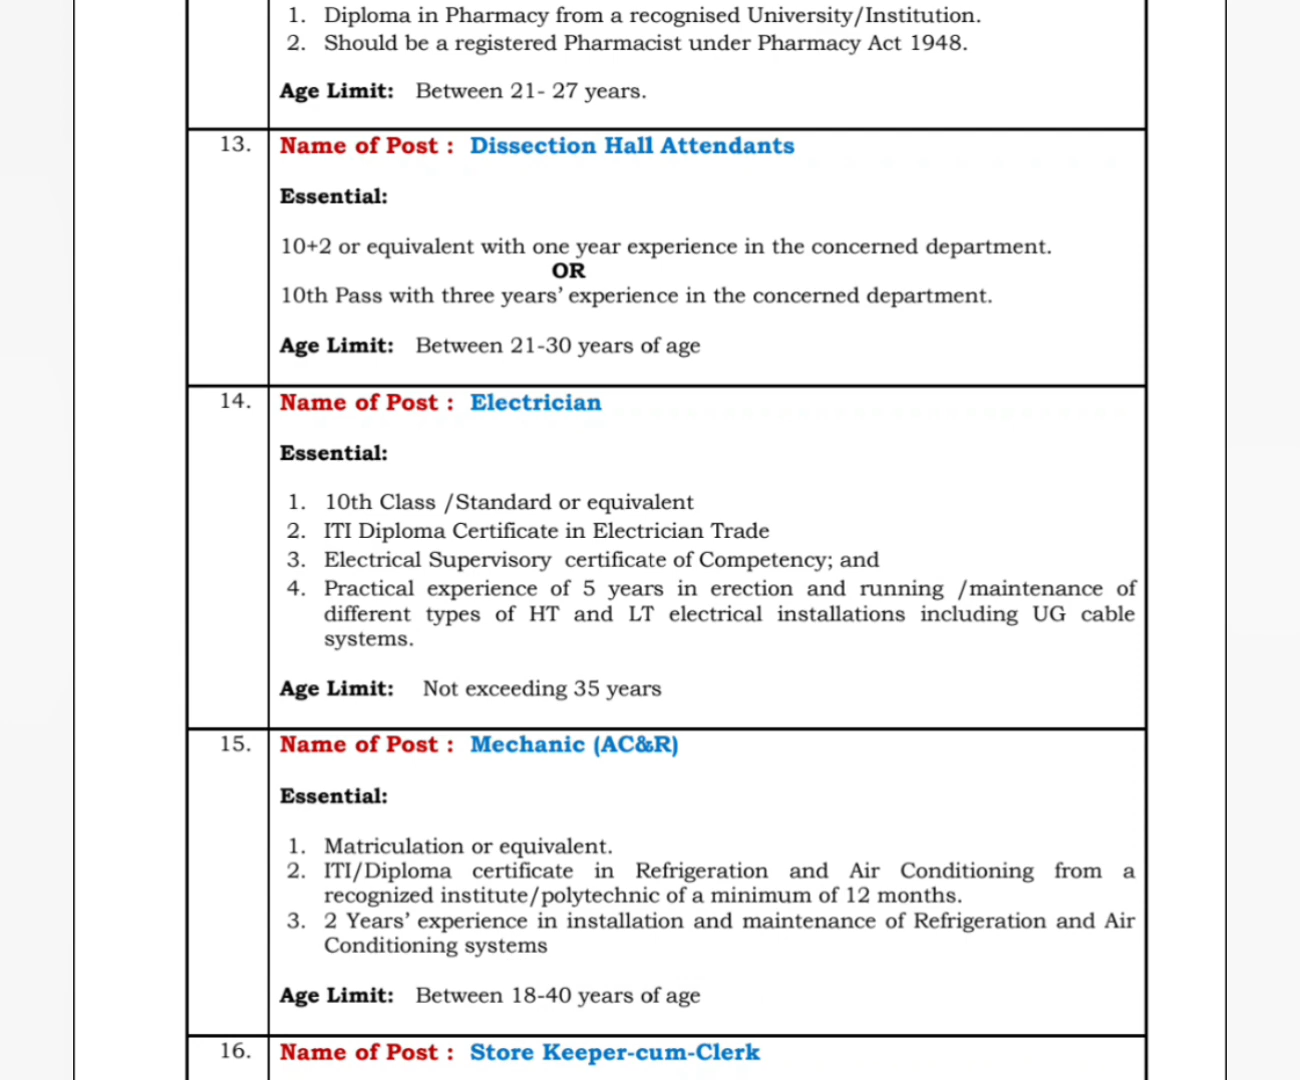 1. Diploma in Pharmacy from a recognised University/Institution.
2. Should be a registered Pharmacist under Pharmacy Act 1948.
Age Limit: Between 21- 27 years.
13. Name of Post : Dissection Hall Attendants
Essential:
10+2 or equivalent with one year experience in the concerned department.
OR
10th Pass with three years’ experience in the concerned department.
Age Limit: Between 21-30 years of age
14. Name of Post : Electrician
Essential:
1. 10th Class /Standard or equivalent
2. ITI Diploma Certificate in Electrician Trade
3. Electrical Supervisory certificate of Competency; and
4. Practical experience of 5 years in erection and running /maintenance of
different types of HT and LT electrical installations including UG cable
systems.
Age Limit: Not exceeding 35 years
15. Name of Post : Mechanic (AC&R)
Essential:
1. Matriculation or equivalent.
2. ITI/Diploma certificate in Refrigeration and Air Conditioning from a
recognized institute/polytechnic of a minimum of 12 months.
3. 2 Years’ experience in installation and maintenance of Refrigeration and Air
Conditioning systems
Age Limit: Between 18-40 years of age
16. Name of Post : Store Keeper-cum-Clerk